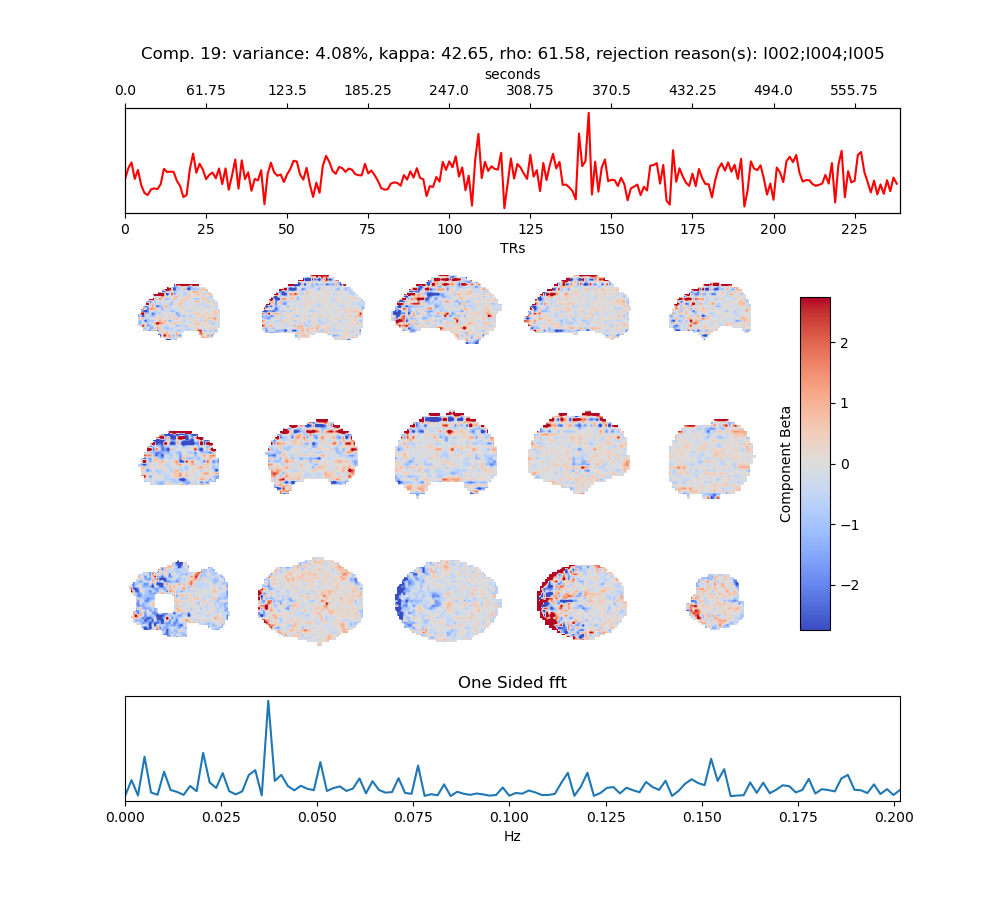 Comp. 19: variance: 4.08%, kappa: 42.65, rho: 61.58, rejection reason(s): I002;I004;I005
seconds
0.0 61.75 123.5 185.25 247.0 308.75 370.5 432.25 494.0 555.75
0 25 50 75 100 125 150 175 200 225
TRs
2
1
0
−1
−2
Component Beta
One Sided fft
0.000 0.025 0.050 0.075 0.100 0.125 0.150 0.175 0.200
Hz